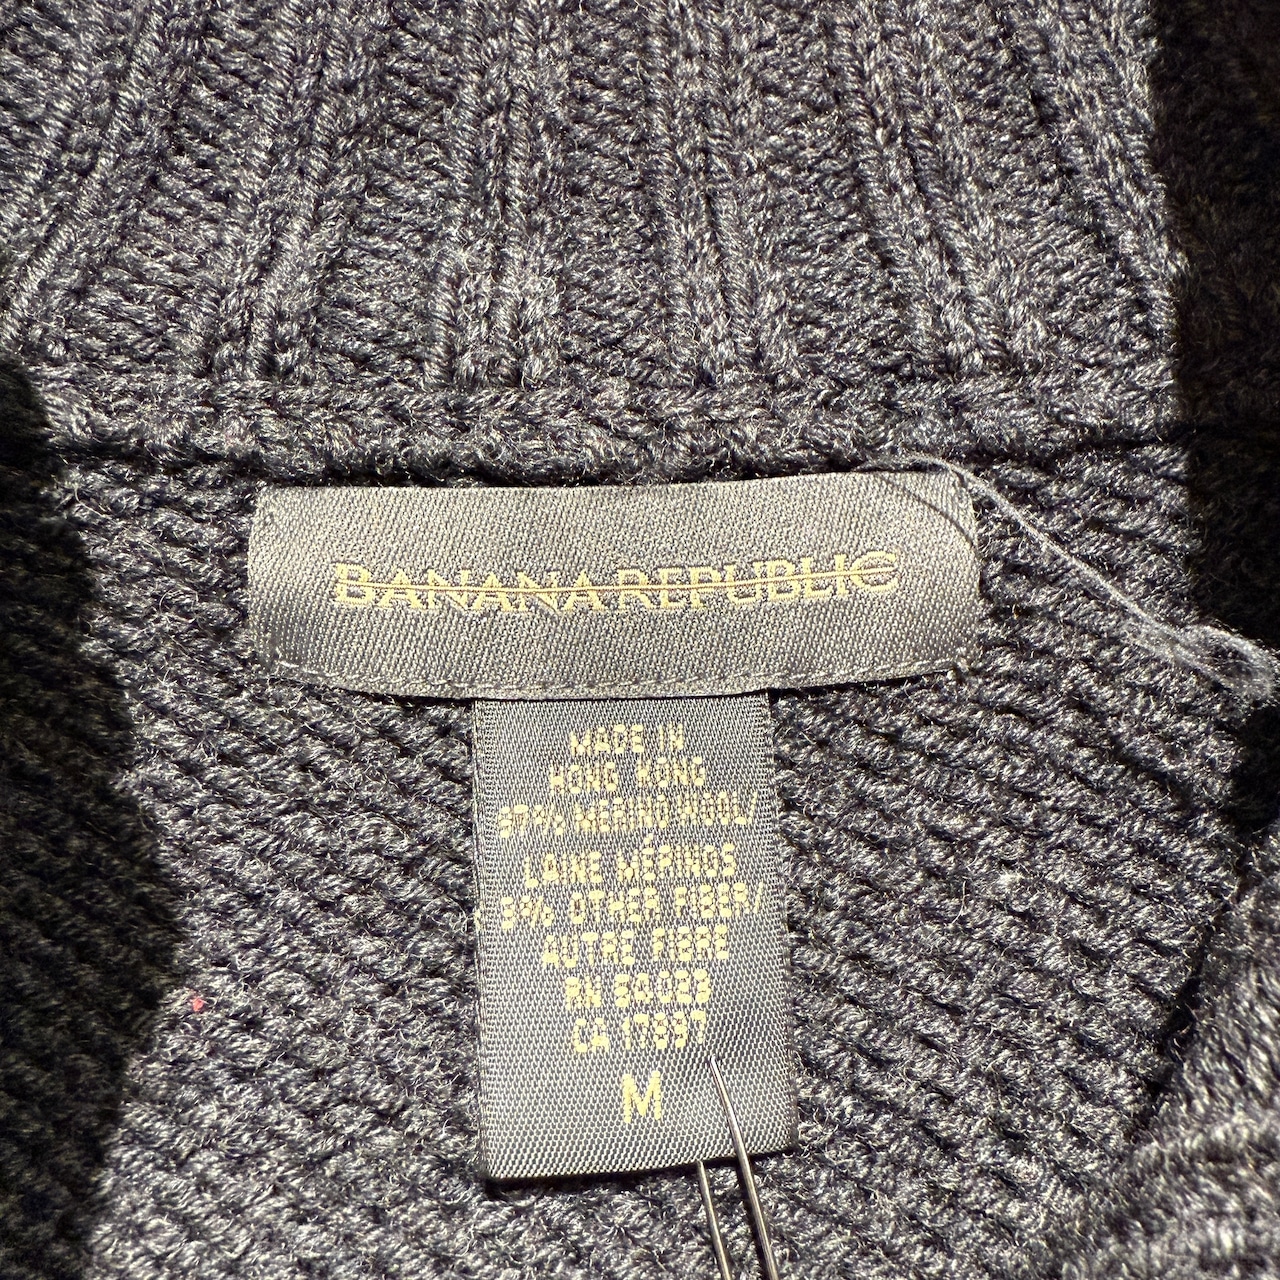 BANANA REPUBLIC
MADE IN
HONG KONG
97% MERINO WOOL/
LAINE MÉRINOS
3% OTHER FIBER/
AUTRE FIBRE
RN 54023
CA 17897
M